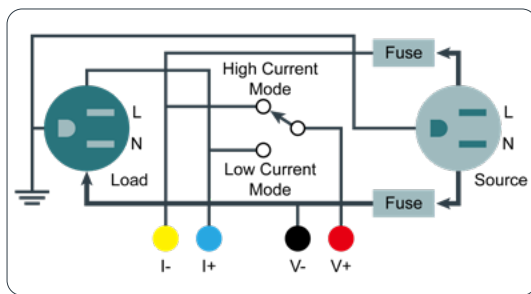 Fuse
High Current
Mode
L
N
Load
L
N
Source
Low Current
Mode
Fuse
I-
I+
V-
V+